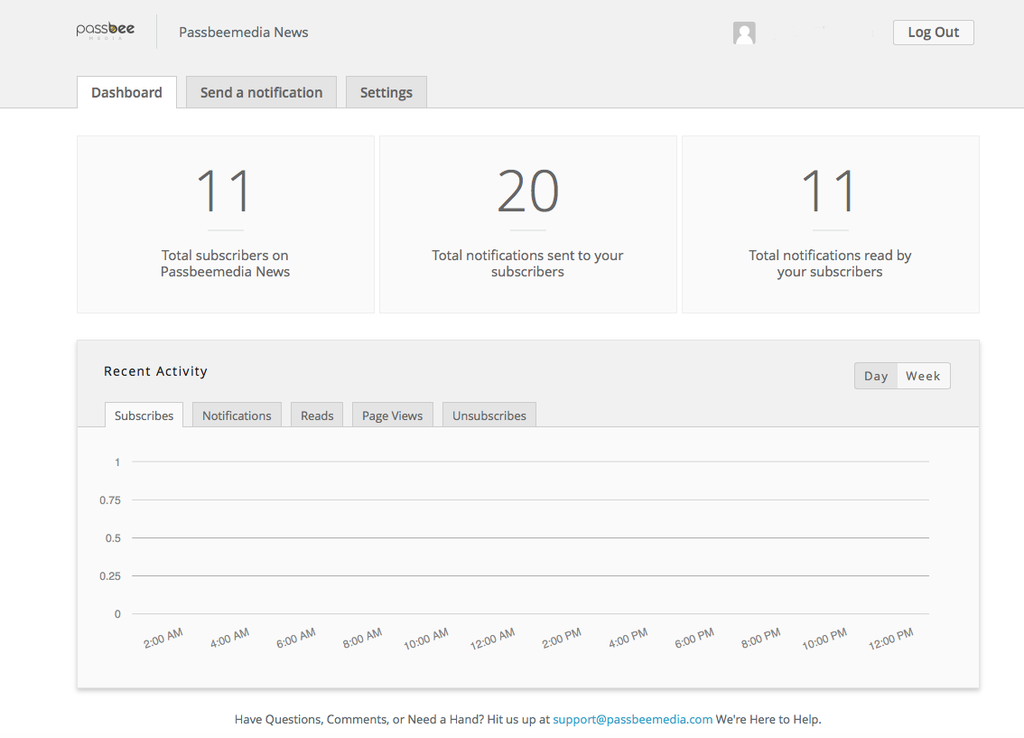 passbee
MEDIA
Passbeemedia News
Log Out
Dashboard
Send a notification
Settings
11
Total subscribers on
Passbeemedia News
20
Total notifications sent to your
subscribers
11
Total notifications read by
your subscribers
Recent Activity
Day
Week
Subscribes
Notifications
Reads
Page Views
Unsubscribes
1
0.75
0.5
0.25
0
2:00 AM
4:00 AM
6:00 AM
8:00 AM
10:00 AM
12:00 AM
2:00 PM
4:00 PM
6:00 PM
8:00 PM
10:00 PM
12:00 PM
Have Questions, Comments, or Need a Hand? Hit us up at support@passbeemedia.com We're Here to Help.